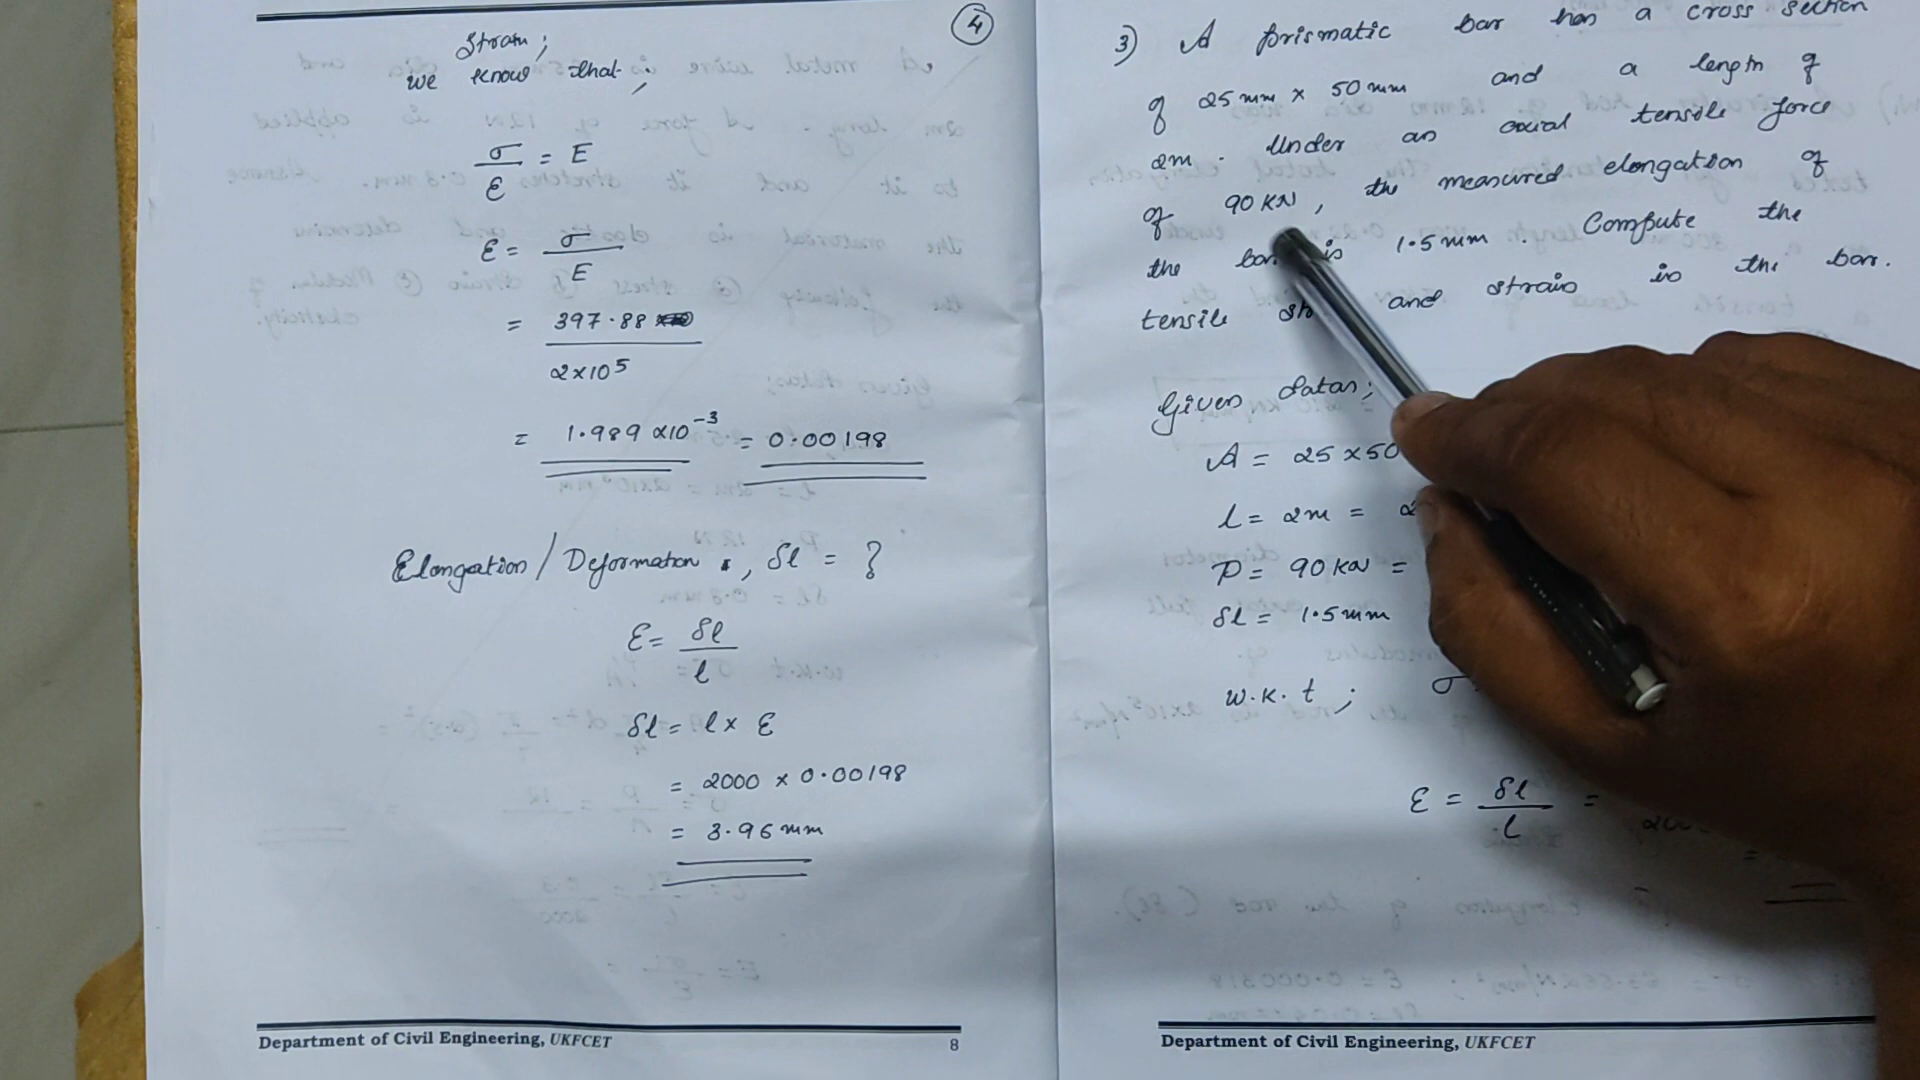 4
Strain ;
we know that ;
σ/ε = E
ε = σ/E
= 397.88/2×10⁵
= 1.989 ×10⁻³ = 0.00198
Elongation / Deformation , δl = ?
ε = δl/l
δl = l × ε
= 2000 × 0.00198
= 3.96 mm
Department of Civil Engineering, UKFCET
8
3) A prismatic bar has a cross section
of 25 mm × 50 mm and a length of
2m . Under an axial tensile force
of 90 KN , the measured elongation of
the bar is 1.5 mm . Compute the
tensile and strain in the bar.
Given datas ;
A = 25 × 50
l = 2m =
P = 90 KN =
δl = 1.5 mm
w.k.t ; σ
ε = δl/l =
Department of Civil Engineering, UKFCET